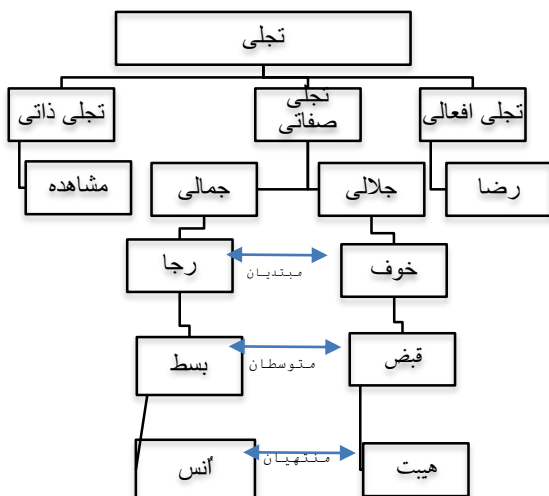 تجلی
تجلی افعالی
تجلی
صفاتی
تجلی ذاتی
رضا
جلالی
جمالی
مشاهده
خوف
مبتدیان
رجا
قبض
متوسطان
بسط
هیبت
منتهیان
اُنس